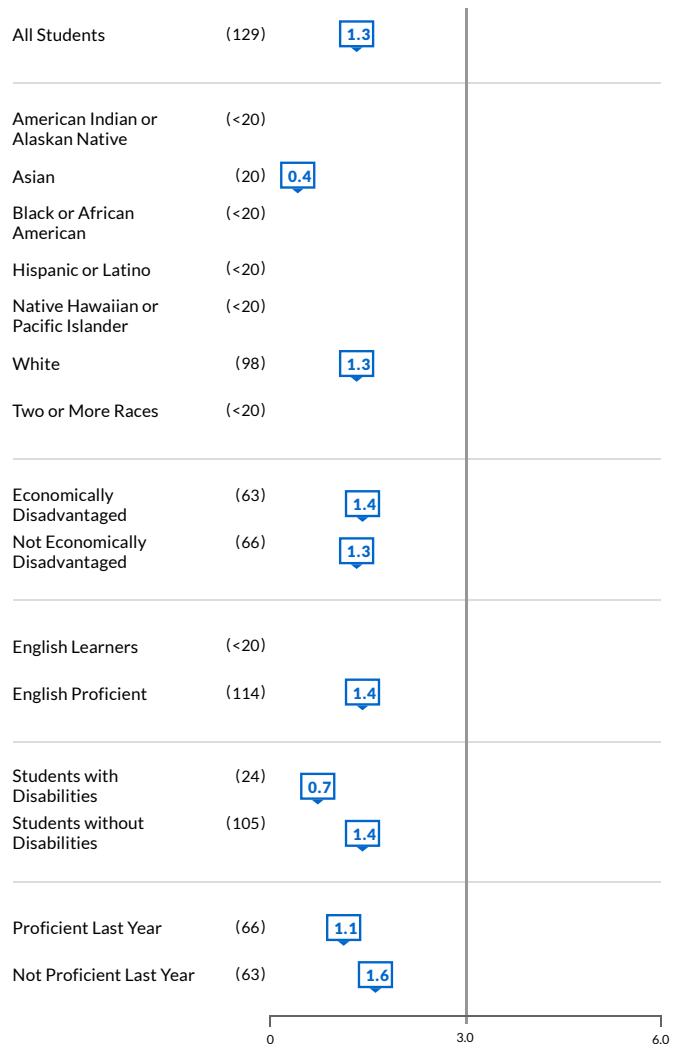 All Students (129) 1.3
American Indian or (<20)
Alaskan Native
Asian (20) 0.4
Black or African (<20)
American
Hispanic or Latino (<20)
Native Hawaiian or (<20)
Pacific Islander
White (98) 1.3
Two or More Races (<20)
Economically (63) 1.4
Disadvantaged
Not Economically (66) 1.3
Disadvantaged
English Learners (<20)
English Proficient (114) 1.4
Students with (24) 0.7
Disabilities
Students without (105) 1.4
Disabilities
Proficient Last Year (66) 1.1
Not Proficient Last Year (63) 1.6
0 3.0 6.0